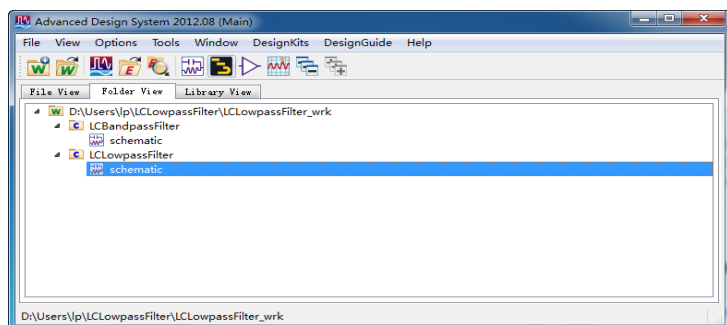 Advanced Design System 2012.08 (Main)
File View Options Tools Window DesignKits DesignGuide Help
File View Folder View Library View
D:\Users\lp\LCLowpassFilter\LCLowpassFilter_wrk
LCBandpassFilter
schematic
LCLowpassFilter
schematic
D:\Users\lp\LCLowpassFilter\LCLowpassFilter_wrk